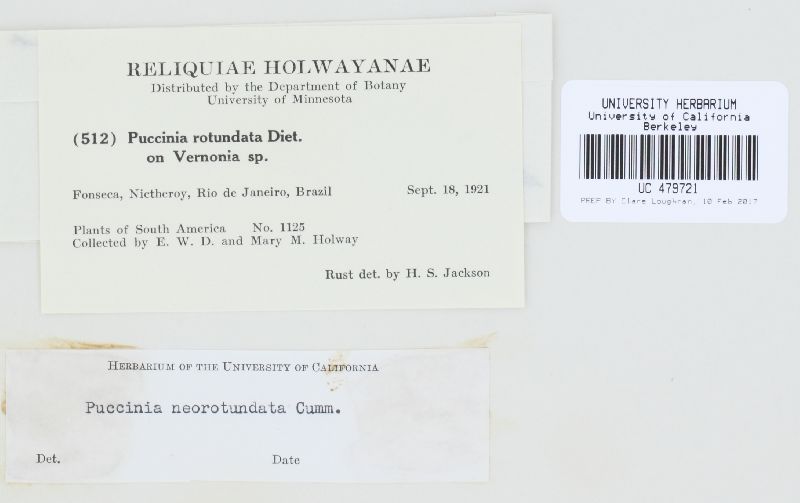 RELIQUIAE HOLWAYANAE
Distributed by the Department of Botany
University of Minnesota
(512) Puccinia rotundata Diet.
on Vernonia sp.
Fonseca, Nictheroy, Rio de Janeiro, Brazil Sept. 18, 1921
Plants of South America No. 1125
Collected by E. W. D. and Mary M. Holway
Rust det. by H. S. Jackson
UNIVERSITY HERBARIUM
University of California
Berkeley
UC 479721
PREP BY Clare Loughran, 10 Feb 2017
HERBARIUM OF THE UNIVERSITY OF CALIFORNIA
Puccinia neorotundata Cumm.
Det. Date